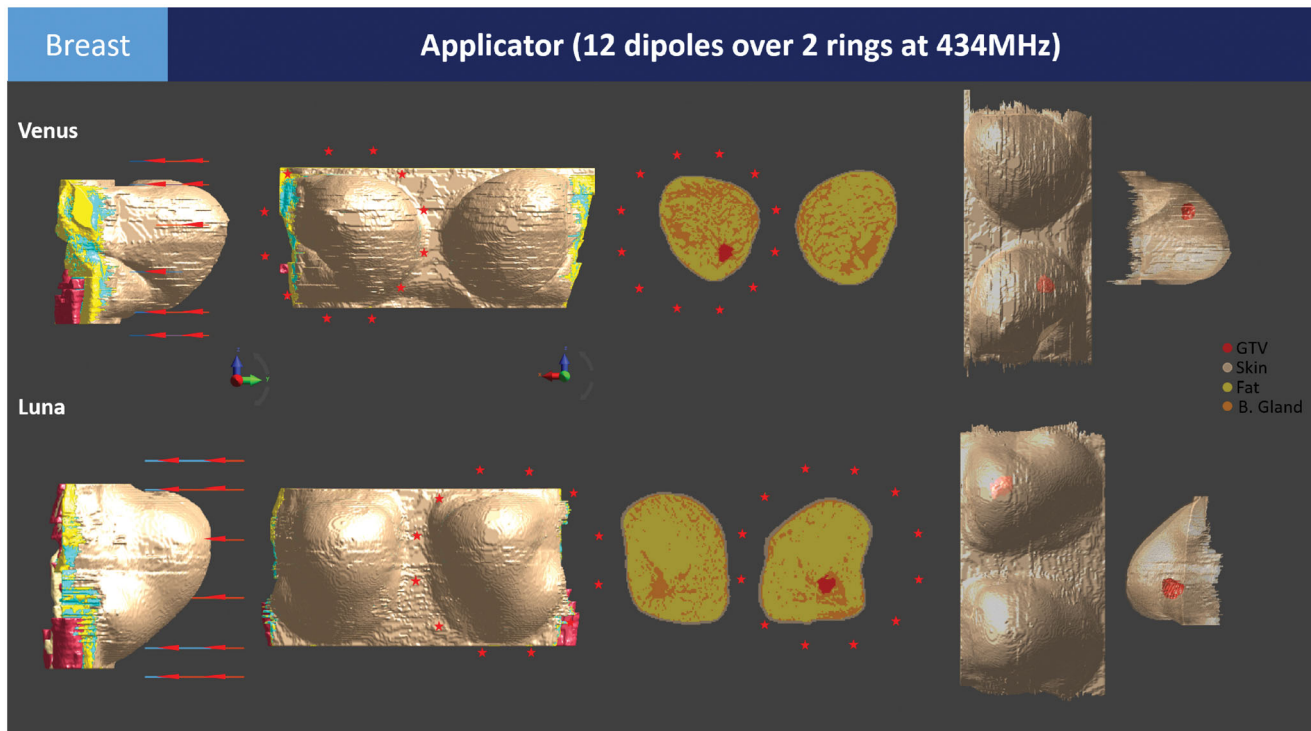 Breast
Applicator (12 dipoles over 2 rings at 434MHz)
Venus
GTV
Skin
Fat
B. Gland
Luna